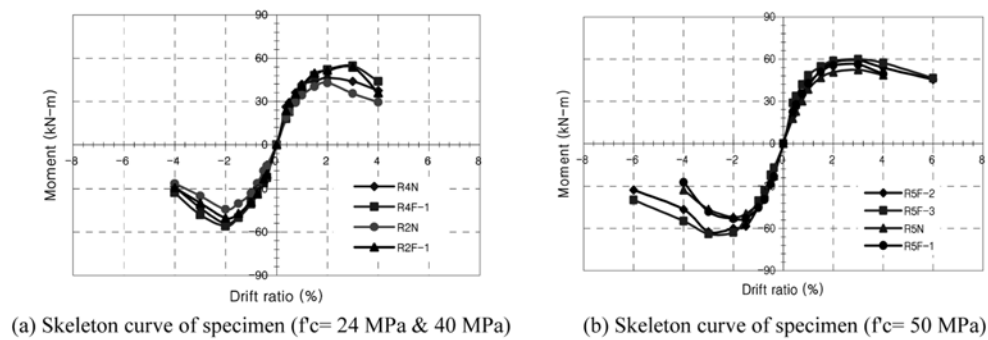 90
60
30
0
-30
-60
-90
-8 -6 -4 -2 0 2 4 6 8
Moment (kN-m)
Drift ratio (%)
R4N
R4F-1
R2N
R2F-1
(a) Skeleton curve of specimen (f'c= 24 MPa & 40 MPa)
90
60
30
0
-30
-60
-90
-8 -6 -4 -2 0 2 4 6 8
Moment (kN-m)
Drift ratio (%)
R5F-2
R5F-3
R5N
R5F-1
(b) Skeleton curve of specimen (f'c= 50 MPa)